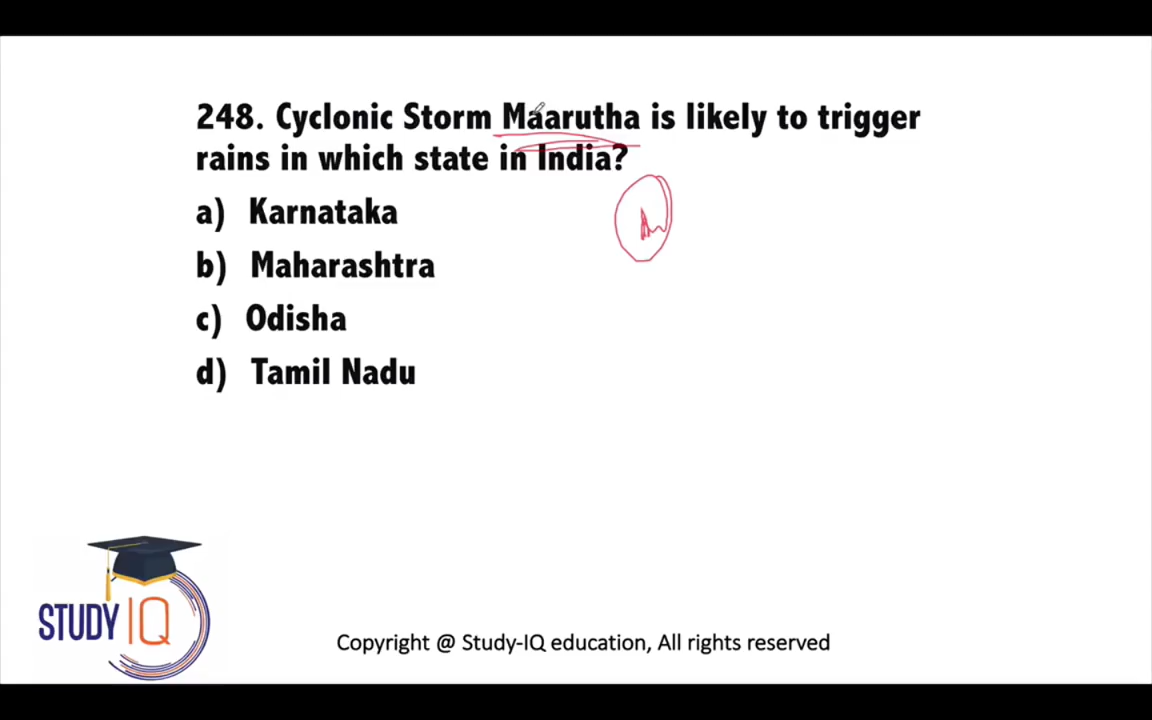 248. Cyclonic Storm Maarutha is likely to trigger
rains in which state in India?
a) Karnataka
b) Maharashtra
c) Odisha
d) Tamil Nadu
STUDY IQ
Copyright @ Study-IQ education, All rights reserved